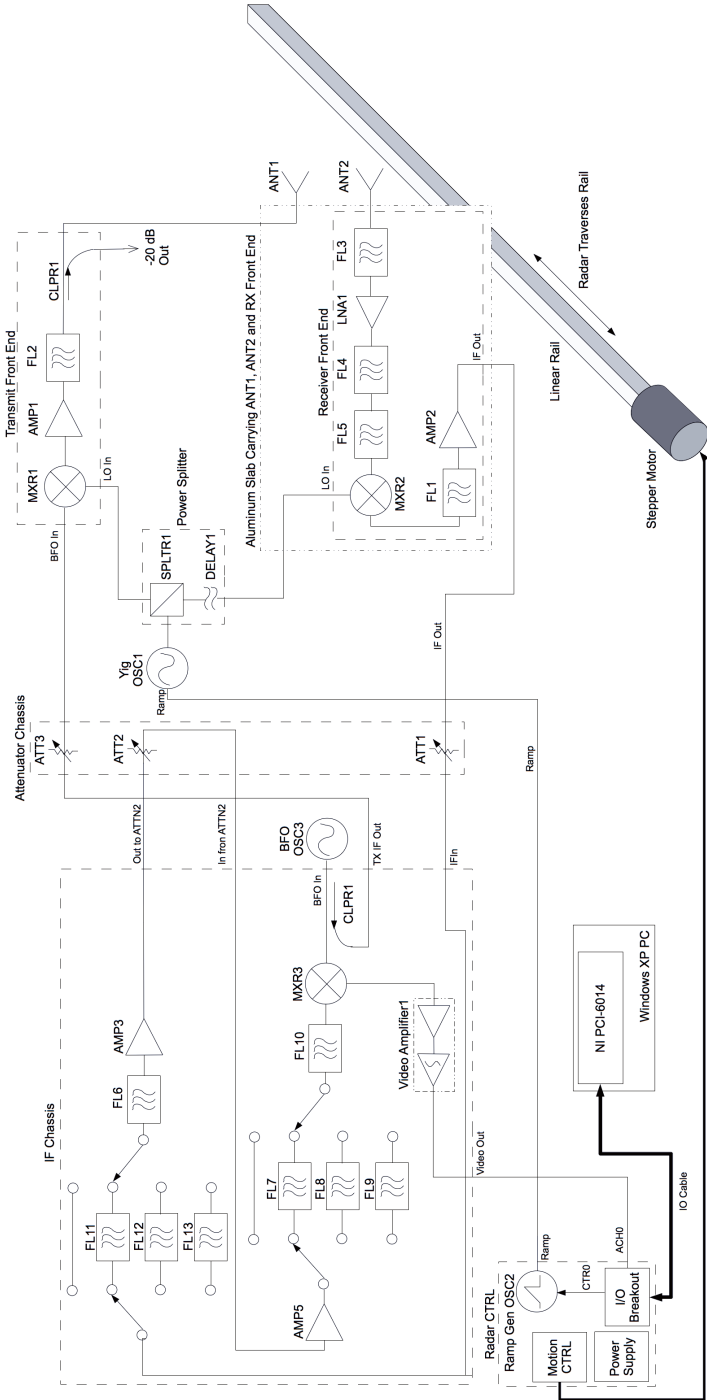 Transmit Front End
MXR1
AMP1
FL2
CLPR1
-20 dB
Out
LO In
BFO In
ANT1
ANT2
Aluminum Slab Carrying ANT1, ANT2 and RX Front End
Receiver Front End
FL3
LNA1
FL4
FL5
MXR2
LO In
FL1
AMP2
IF Out
Radar Traverses Rail
Linear Rail
Stepper Motor
Power Splitter
SPLTR1
DELAY1
Yig
OSC1
Ramp
IF Out
Attenuator Chassis
ATT3
ATT2
ATT1
Ramp
Out to ATTN2
In fron ATTN2
TX IF Out
IFIn
BFO
OSC3
BFO In
CLPR1
IF Chassis
AMP3
FL6
FL11
FL12
FL13
MXR3
FL10
FL7
FL8
FL9
AMP5
Video Amplifier1
Video Out
NI PCI-6014
Windows XP PC
IO Cable
Radar CTRL
Ramp Gen OSC2
Ramp
CTR0
ACH0
I/O
Breakout
Motion
CTRL
Power
Supply